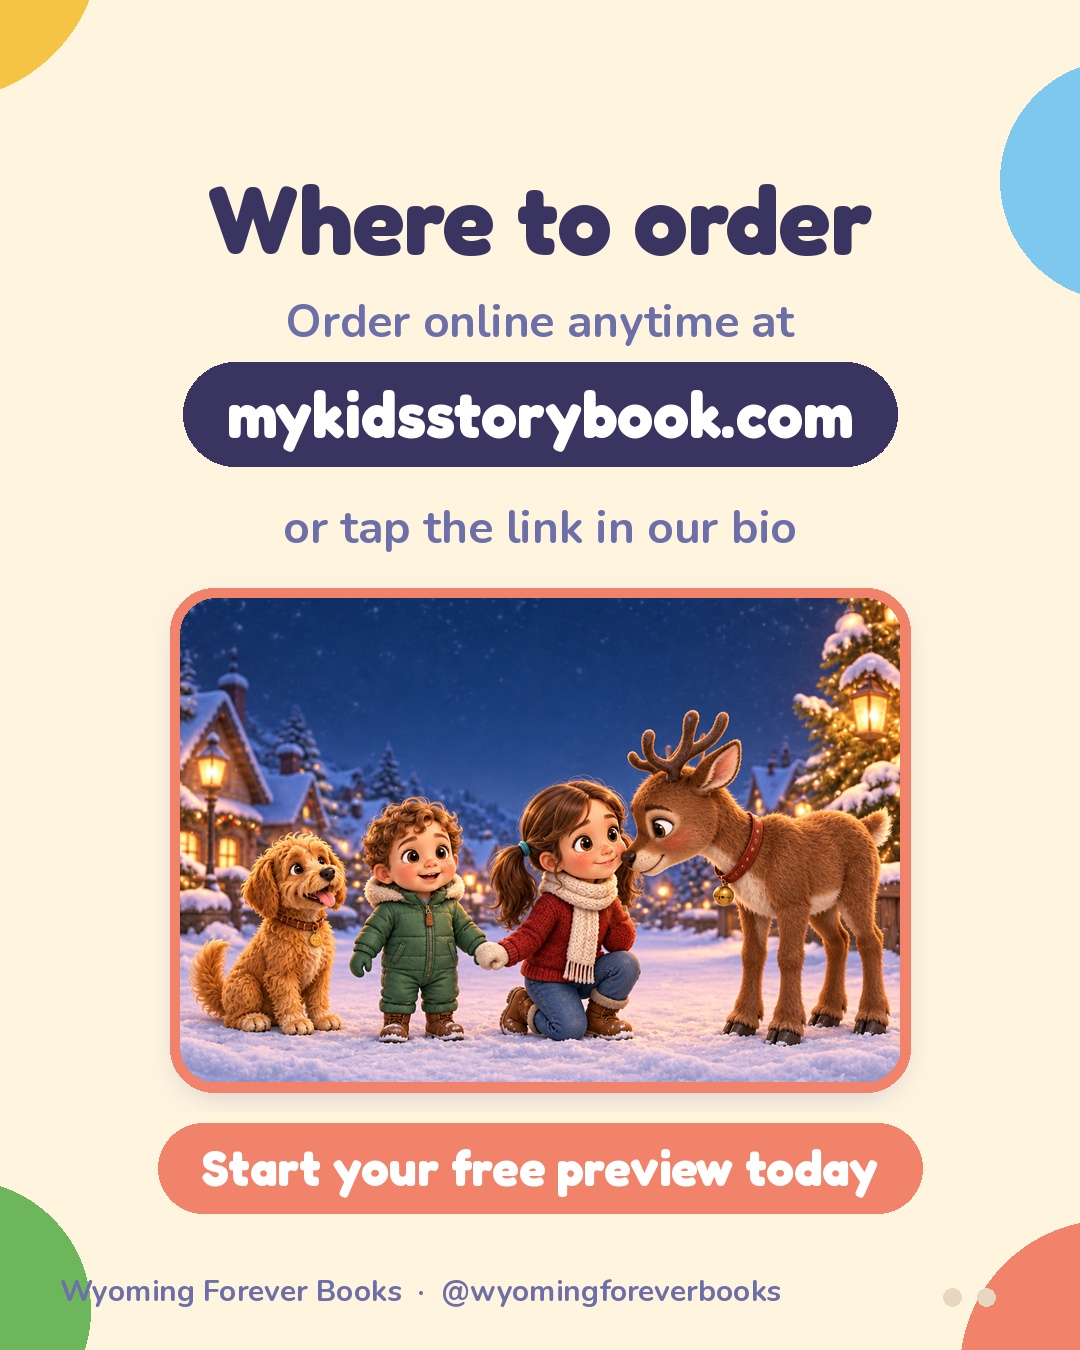 Where to order
Order online anytime at
mykidsstorybook.com
or tap the link in our bio
Start your free preview today
Wyoming Forever Books · @wyomingforeverbooks